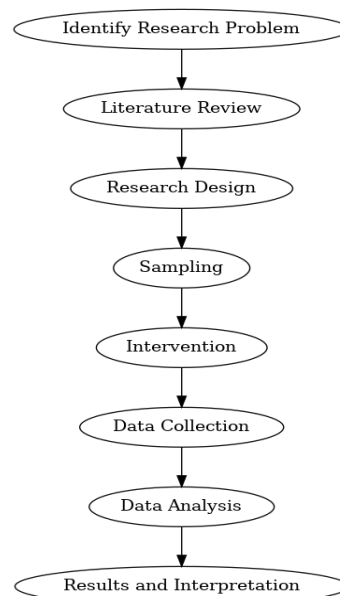 Identify Research Problem
Literature Review
Research Design
Sampling
Intervention
Data Collection
Data Analysis
Results and Interpretation